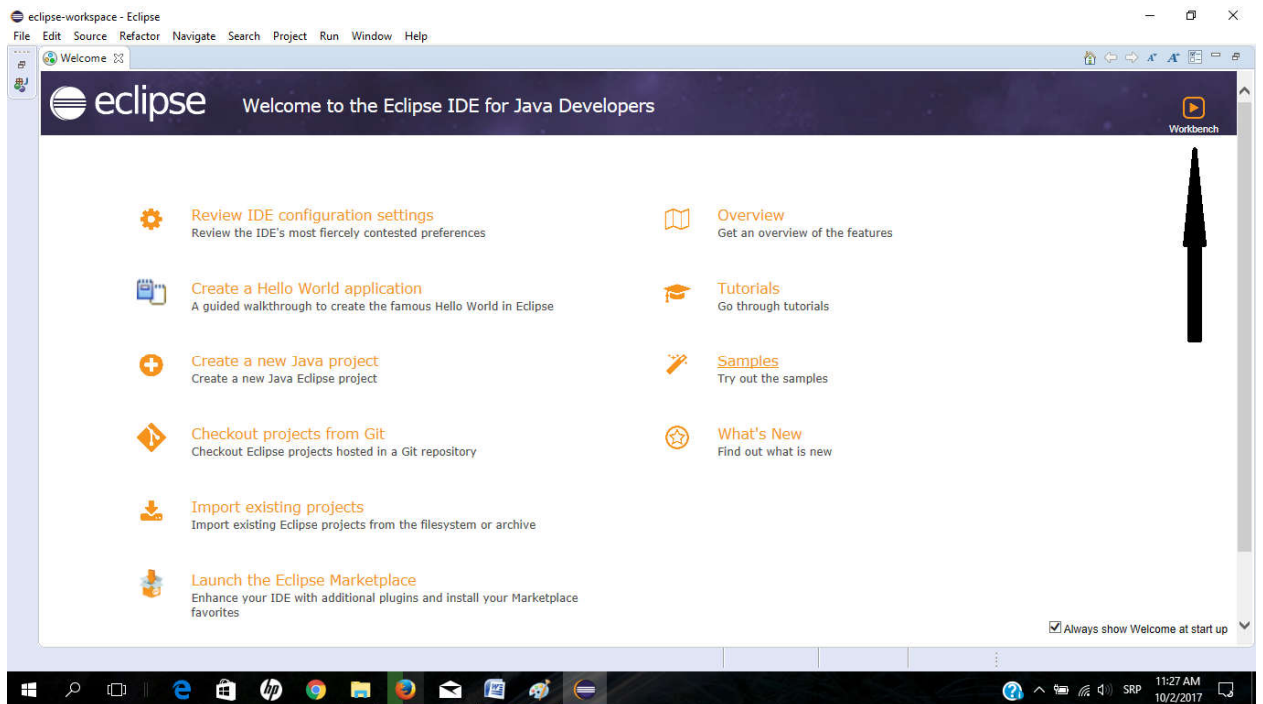 eclipse-workspace - Eclipse
File Edit Source Refactor Navigate Search Project Run Window Help
Welcome
eclipse Welcome to the Eclipse IDE for Java Developers
Workbench
Review IDE configuration settings
Review the IDE's most fiercely contested preferences
Overview
Get an overview of the features
Create a Hello World application
A guided walkthrough to create the famous Hello World in Eclipse
Tutorials
Go through tutorials
Create a new Java project
Create a new Java Eclipse project
Samples
Try out the samples
Checkout projects from Git
Checkout Eclipse projects hosted in a Git repository
What's New
Find out what is new
Import existing projects
Import existing Eclipse projects from the filesystem or archive
Launch the Eclipse Marketplace
Enhance your IDE with additional plugins and install your Marketplace
favorites
Always show Welcome at start up
hp
SRP
11:27 AM
10/2/2017